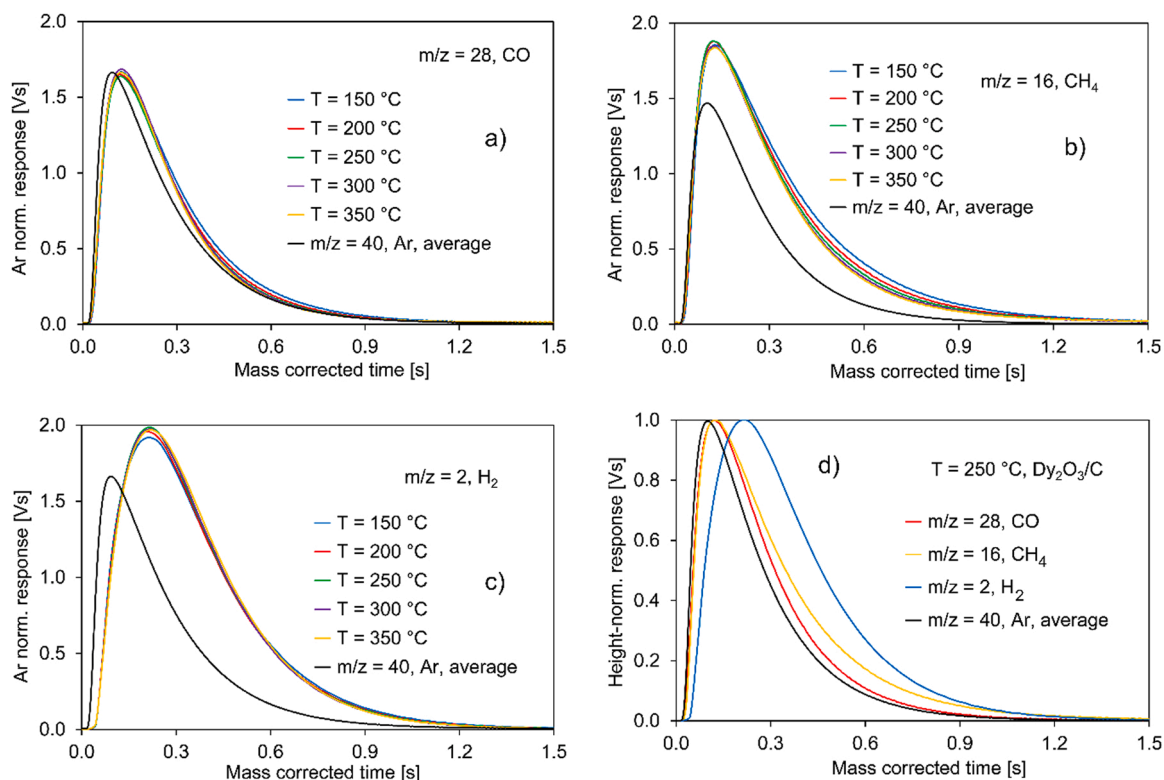 2.0
1.5
1.0
0.5
0.0
Ar norm. response [Vs]
m/z = 28, CO
T = 150 °C
T = 200 °C
T = 250 °C
T = 300 °C
T = 350 °C
m/z = 40, Ar, average
a)
0.0 0.3 0.6 0.9 1.2 1.5
Mass corrected time [s]
2.0
1.5
1.0
0.5
0.0
Ar norm. response [Vs]
m/z = 16, CH₄
T = 150 °C
T = 200 °C
T = 250 °C
T = 300 °C
T = 350 °C
m/z = 40, Ar, average
b)
0.0 0.3 0.6 0.9 1.2 1.5
Mass corrected time [s]
2.0
1.5
1.0
0.5
0.0
Ar norm. response [Vs]
m/z = 2, H₂
T = 150 °C
T = 200 °C
T = 250 °C
T = 300 °C
T = 350 °C
m/z = 40, Ar, average
c)
0.0 0.3 0.6 0.9 1.2 1.5
Mass corrected time [s]
1.0
0.8
0.6
0.4
0.2
0.0
Height-norm. response [Vs]
d)
T = 250 °C, Dy₂O₃/C
m/z = 28, CO
m/z = 16, CH₄
m/z = 2, H₂
m/z = 40, Ar, average
0.0 0.3 0.6 0.9 1.2 1.5
Mass corrected time [s]